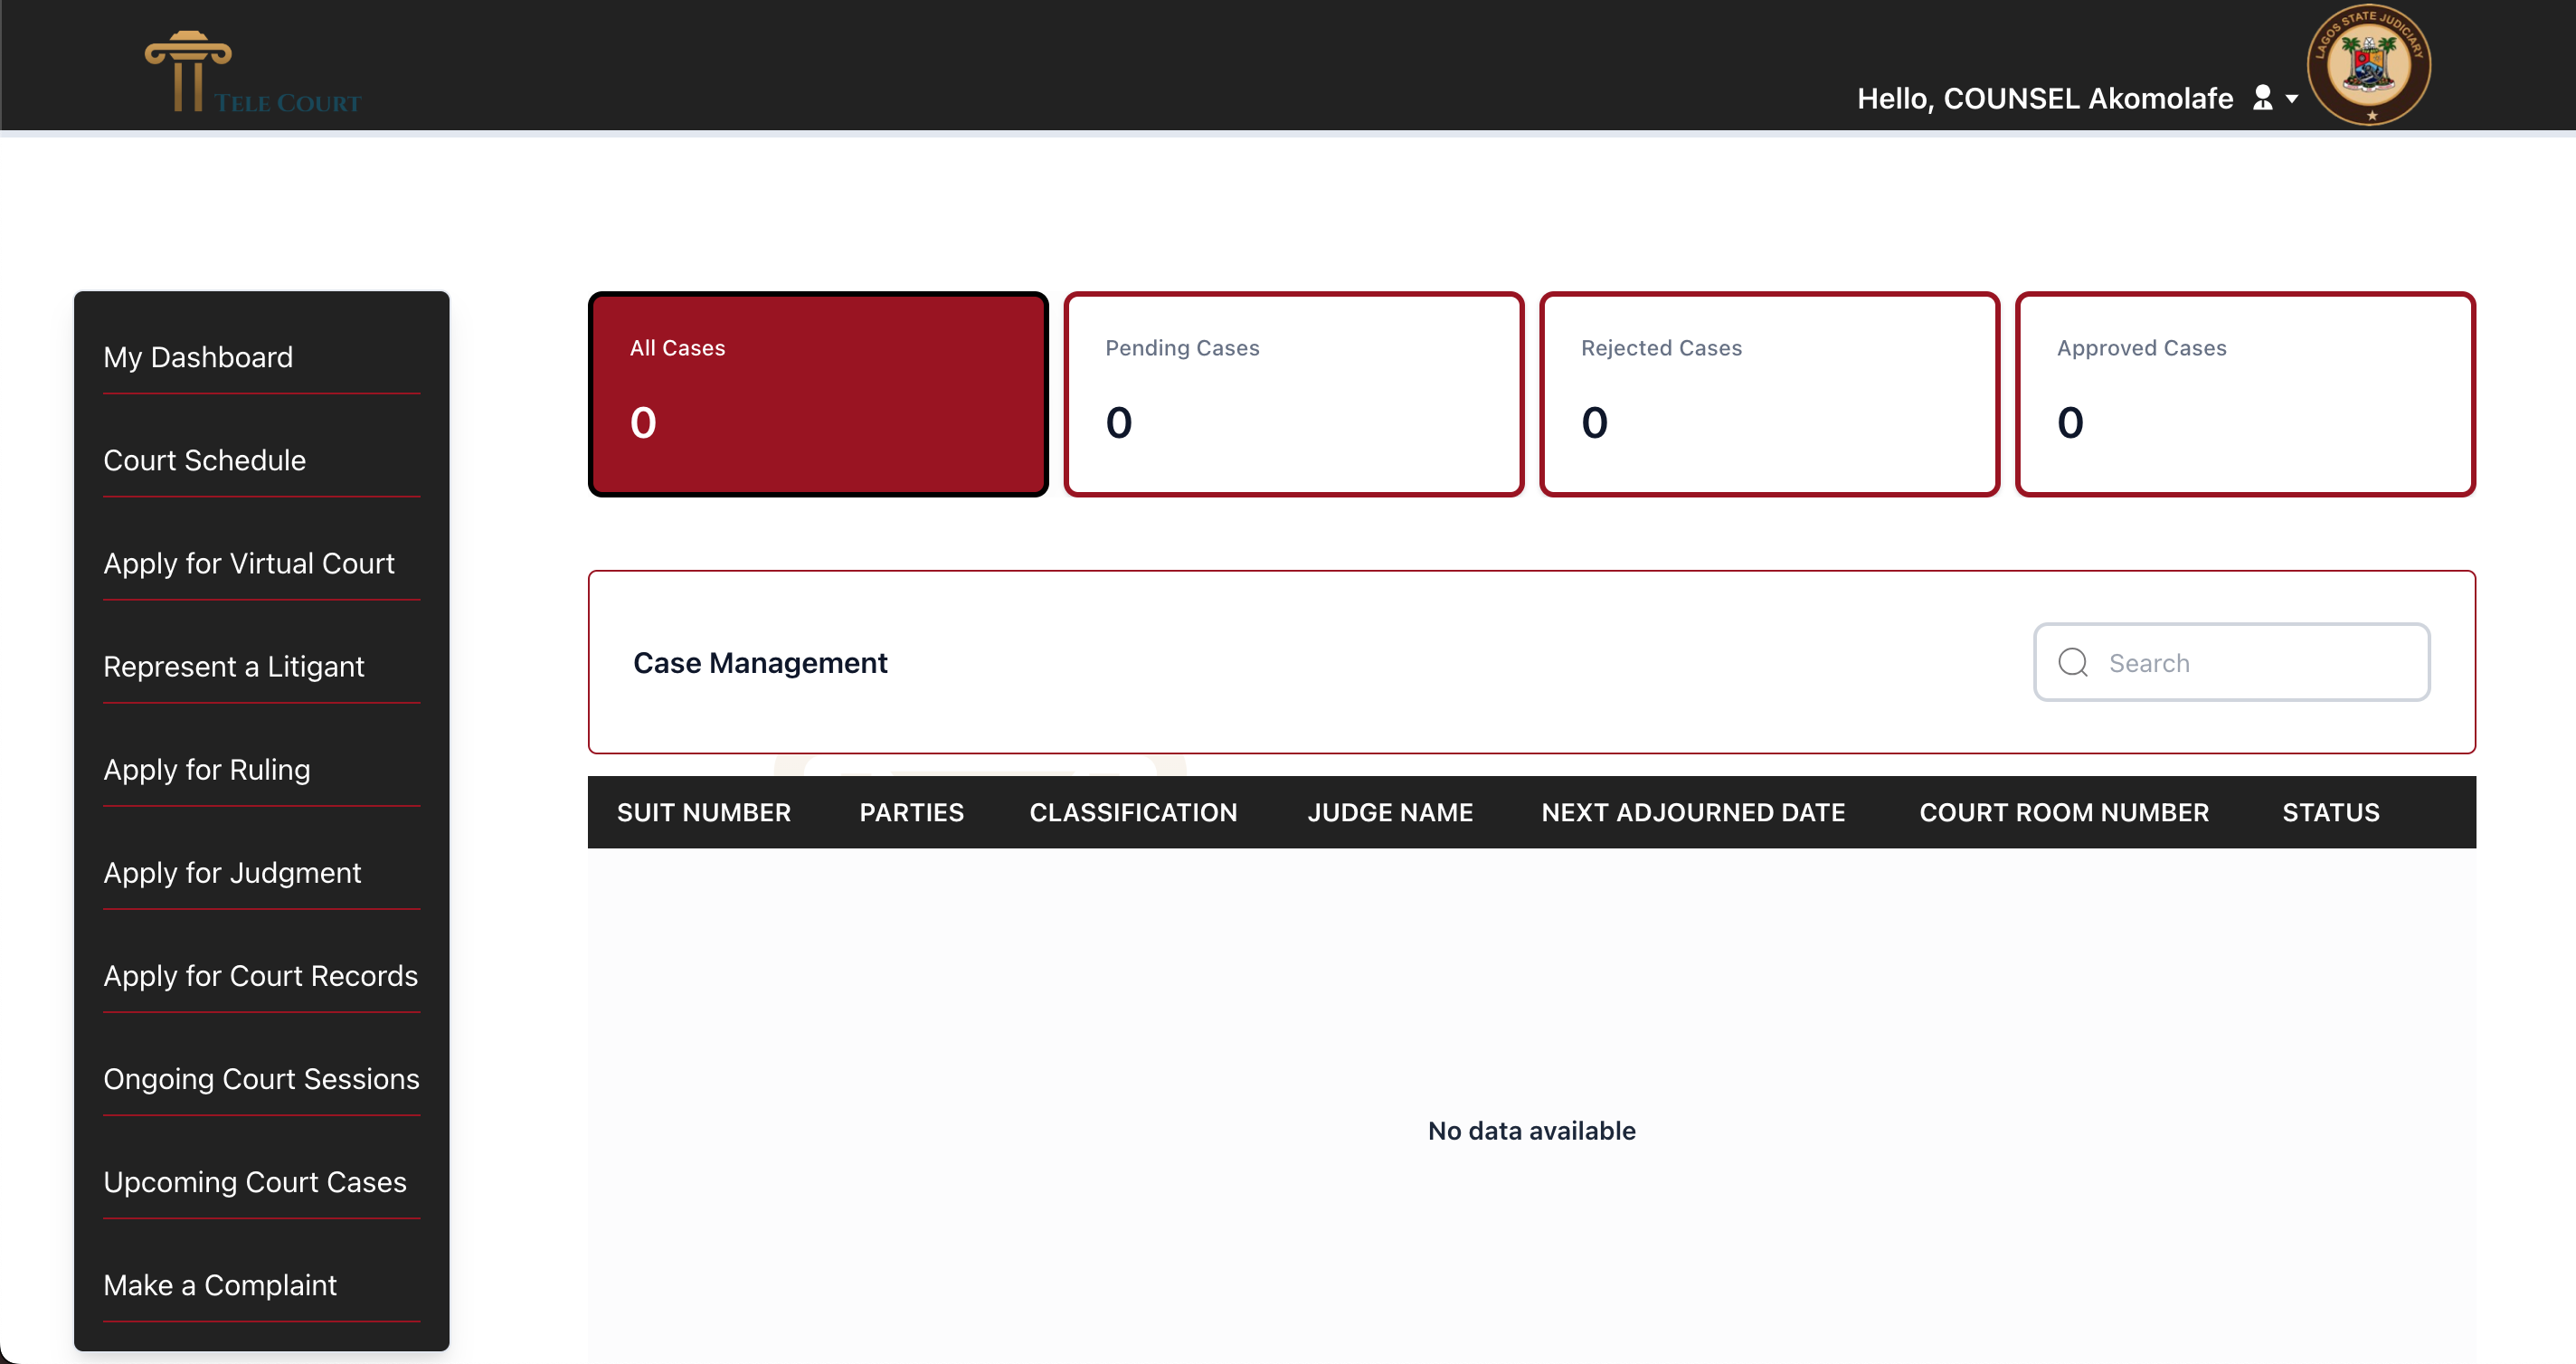 TELE COURT
Hello, COUNSEL Akomolafe
LAGOS STATE JUDICIARY
My Dashboard
Court Schedule
Apply for Virtual Court
Represent a Litigant
Apply for Ruling
Apply for Judgment
Apply for Court Records
Ongoing Court Sessions
Upcoming Court Cases
Make a Complaint
All Cases
0
Pending Cases
0
Rejected Cases
0
Approved Cases
0
Case Management
Search
SUIT NUMBER PARTIES CLASSIFICATION JUDGE NAME NEXT ADJOURNED DATE COURT ROOM NUMBER STATUS
No data available